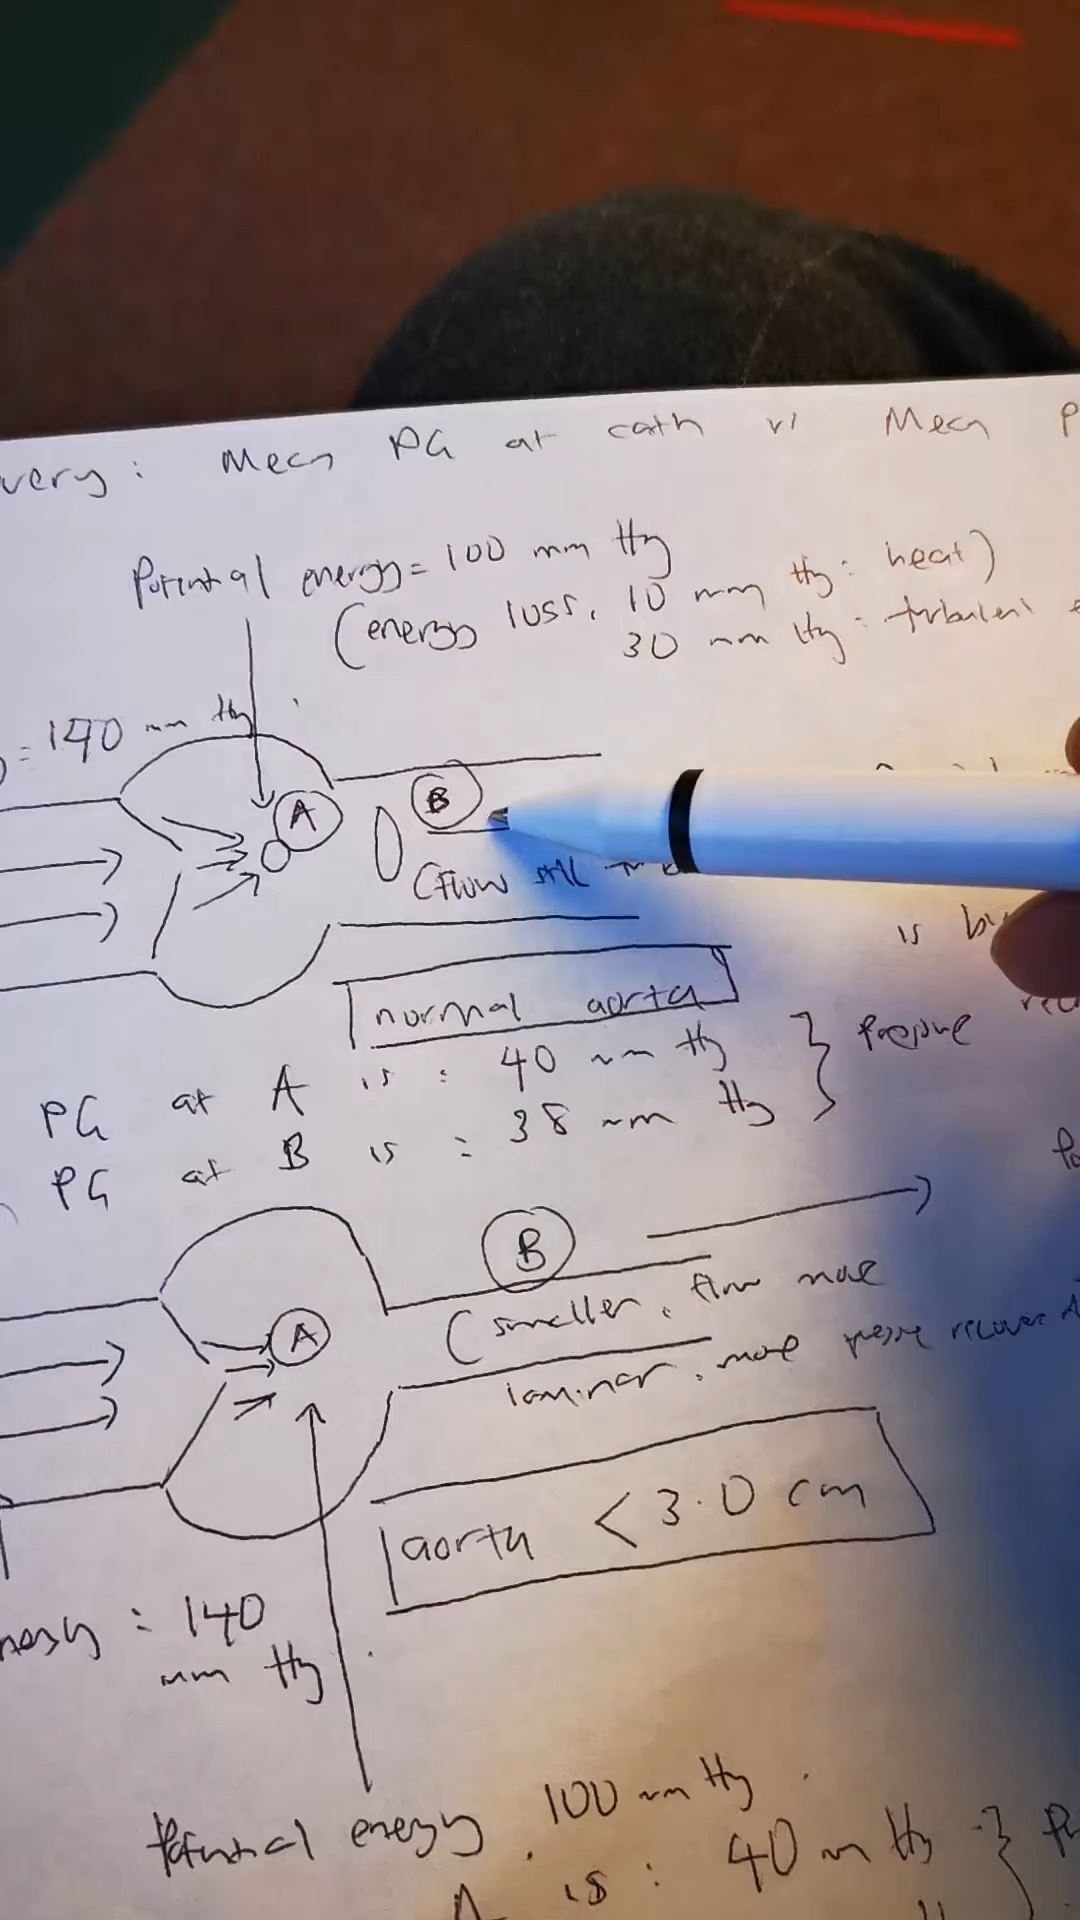 very: Mean PG at cath v/ Mean P
Potential energy = 100 mm Hg
(energy loss, 10 mm Hg: heat)
30 mm Hg: turbulent
= 140 mm Hg
A
B
(Flow still
is
normal aorta
PG at A is: 40 mm Hg } Pressure
PG at B is: 38 mm Hg
B
(smaller, flow more
A
laminar, more pressure recovered
aorta < 3.0 cm
energy: 140
mm Hg
Potential energy. 100 mm Hg
A is: 40 m Hg }